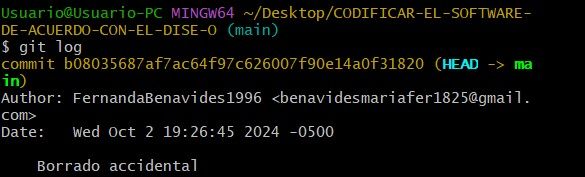 Usuario@Usuario-PC MINGW64 ~/Desktop/CODIFICAR-EL-SOFTWARE-
DE-ACUERDO-CON-EL-DISE-O (main)
$ git log
commit b08035687af7ac64f97c626007f90e14a0f31820 (HEAD -> ma
in)
Author: FernandaBenavides1996 <benavidesmariafer1825@gmail.
com>
Date:   Wed Oct 2 19:26:45 2024 -0500
    Borrado accidental